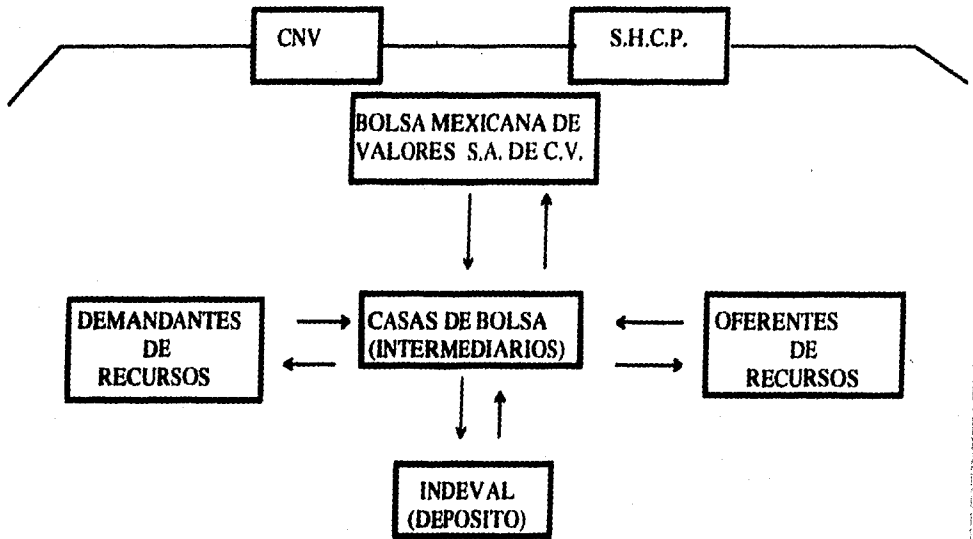 CNV
S.H.C.P.
BOLSA MEXICANA DE
VALORES S.A. DE C.V.
DEMANDANTES
DE
RECURSOS
CASAS DE BOLSA
(INTERMEDIARIOS)
OFERENTES
DE
RECURSOS
INDEVAL
(DEPOSITO)